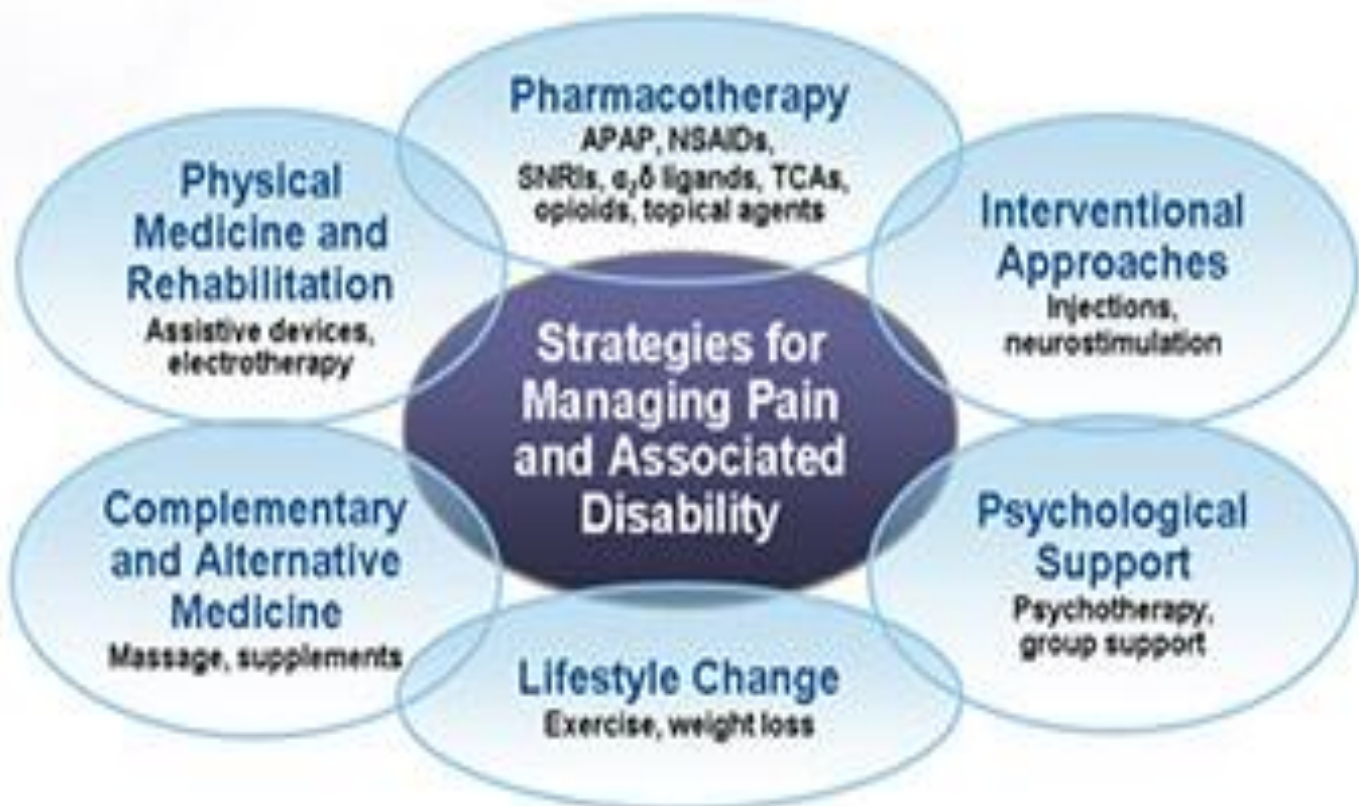 Pharmacotherapy
APAP, NSAIDs,
SNRIs, α₂δ ligands, TCAs,
opioids, topical agents
Interventional
Approaches
Injections,
neurostimulation
Psychological
Support
Psychotherapy,
group support
Lifestyle Change
Exercise, weight loss
Complementary
and Alternative
Medicine
Massage, supplements
Physical
Medicine and
Rehabilitation
Assistive devices,
electrotherapy
Strategies for
Managing Pain
and Associated
Disability